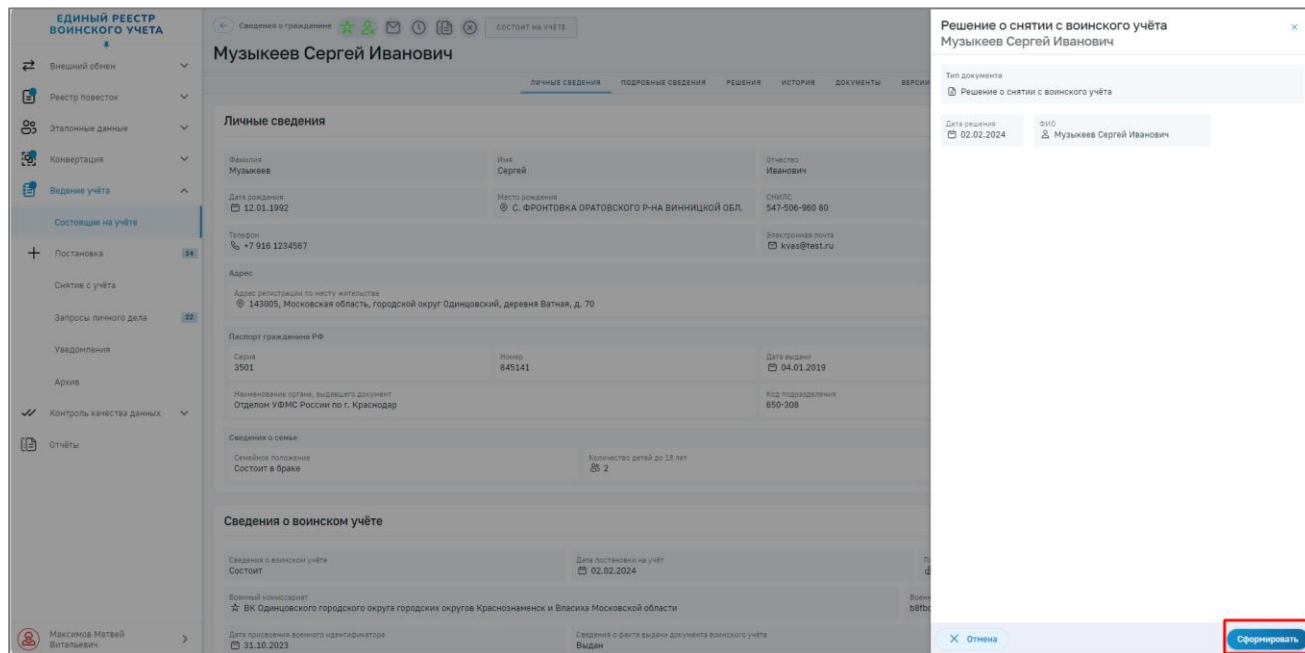 ЕДИНЫЙ РЕЕСТР
ВОИНСКОГО УЧЕТА
Внешний обмен
Реестр повесток
Эталонные данные
Конвертация
Ведение учёта
Состоящие на учёте
Постановка 14
Снятие с учёта
Запросы личного дела 22
Уведомления
Архив
Контроль качества данных
Отчёты
Максимов Матвей
Витальевич
Сведения о гражданине СОСТОИТ НА УЧЁТЕ
Музыкеев Сергей Иванович
ЛИЧНЫЕ СВЕДЕНИЯ ПОДРОБНЫЕ СВЕДЕНИЯ РЕШЕНИЯ ИСТОРИЯ ДОКУМЕНТЫ ВЕРСИИ
Личные сведения
Фамилия Имя Отчество
Музыкеев Сергей Иванович
Дата рождения Место рождения СНИЛС
12.01.1992 С. ФРОНТОВКА ОРАТОВСКОГО Р-НА ВИННИЦКОЙ ОБЛ. 547-506-960 80
Телефон Электронная почта
+7 916 1234567 kvas@test.ru
Адрес
Адрес регистрации по месту жительства
143005, Московская область, городской округ Одинцовский, деревня Ватная, д. 70
Паспорт гражданина РФ
Серия Номер Дата выдачи
3501 845141 04.01.2019
Наименование органа, выдавшего документ Код подразделения
Отделом УФМС России по г. Краснодар 650-308
Сведения о семье
Семейное положение Количество детей до 18 лет
Состоит в браке 2
Сведения о воинском учёте
Сведения о воинском учёте Дата постановки на учёт
Состоит 02.02.2024
Военный комиссариат
ВК Одинцовского городского округа городских округов Краснознаменск и Власиха Московской области
Дата присвоения военного идентификатора Сведения о факте выдачи документа воинского учёта
31.10.2023 Выдан
Решение о снятии с воинского учёта
Музыкеев Сергей Иванович
Тип документа
Решение о снятии с воинского учёта
Дата решения ФИО
02.02.2024 Музыкеев Сергей Иванович
Отмена Сформировать